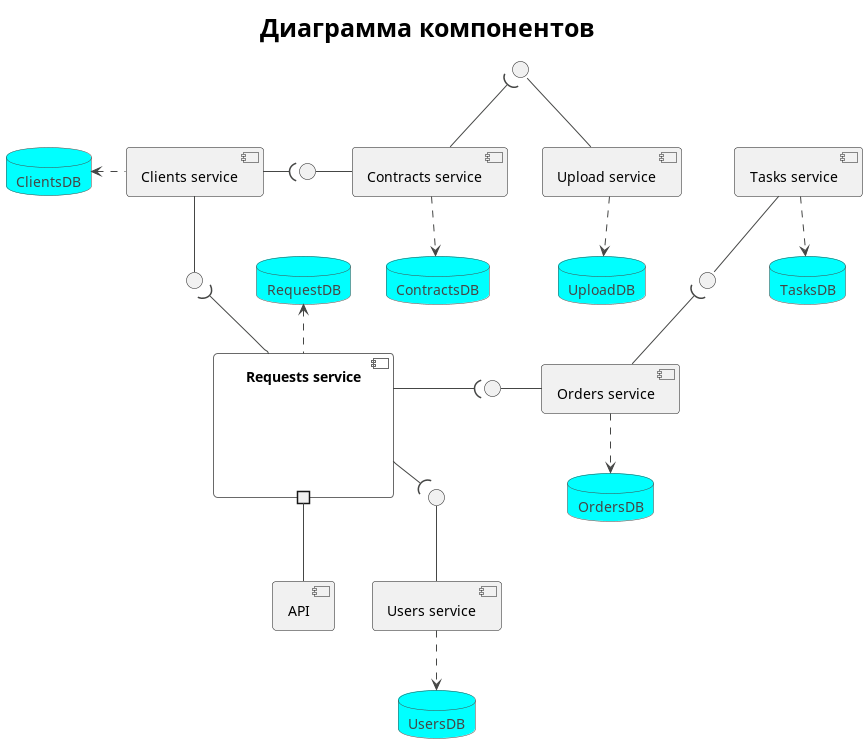 Диаграмма компонентов
ClientsDB
Clients service
Contracts service
Upload service
Tasks service
RequestDB
ContractsDB
UploadDB
TasksDB
Requests service
Orders service
OrdersDB
API
Users service
UsersDB